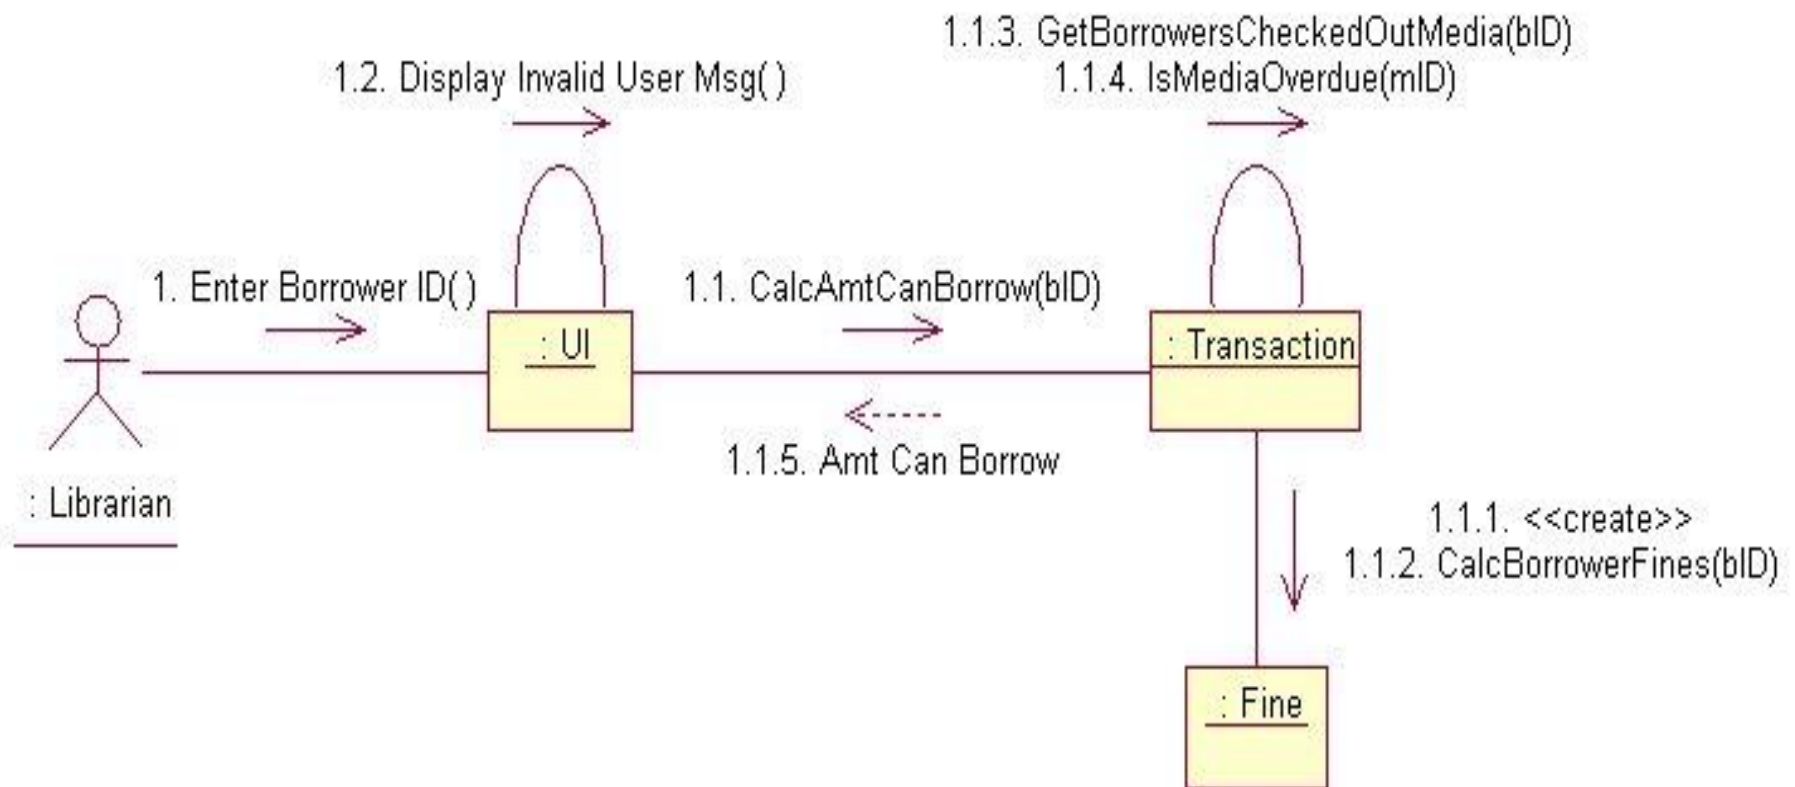 1.1.3. GetBorrowersCheckedOutMedia(bID)
1.2. Display Invalid User Msg( )
1.1.4. IsMediaOverdue(mID)
1. Enter Borrower ID( )
1.1. CalcAmtCanBorrow(bID)
: UI
: Transaction
1.1.5. Amt Can Borrow
: Librarian
1.1.1. <<create>>
1.1.2. CalcBorrowerFines(bID)
: Fine